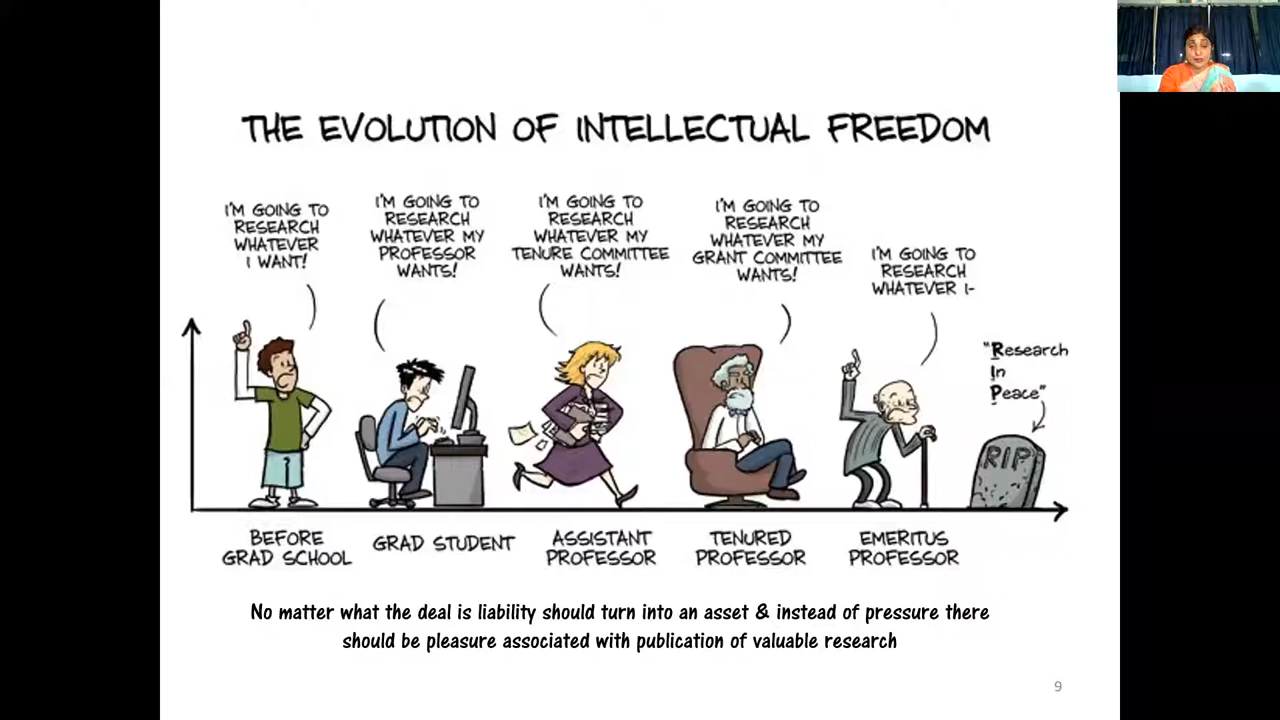 THE EVOLUTION OF INTELLECTUAL FREEDOM
I'M GOING TO
RESEARCH
WHATEVER
I WANT!
I'M GOING TO
RESEARCH
WHATEVER MY
PROFESSOR
WANTS!
I'M GOING TO
RESEARCH
WHATEVER MY
TENURE COMMITTEE
WANTS!
I'M GOING TO
RESEARCH
WHATEVER MY
GRANT COMMITTEE
WANTS!
I'M GOING TO
RESEARCH
WHATEVER I-
"Research
In
Peace"
RIP
BEFORE
GRAD SCHOOL
GRAD STUDENT
ASSISTANT
PROFESSOR
TENURED
PROFESSOR
EMERITUS
PROFESSOR
No matter what the deal is liability should turn into an asset & instead of pressure there
should be pleasure associated with publication of valuable research
9